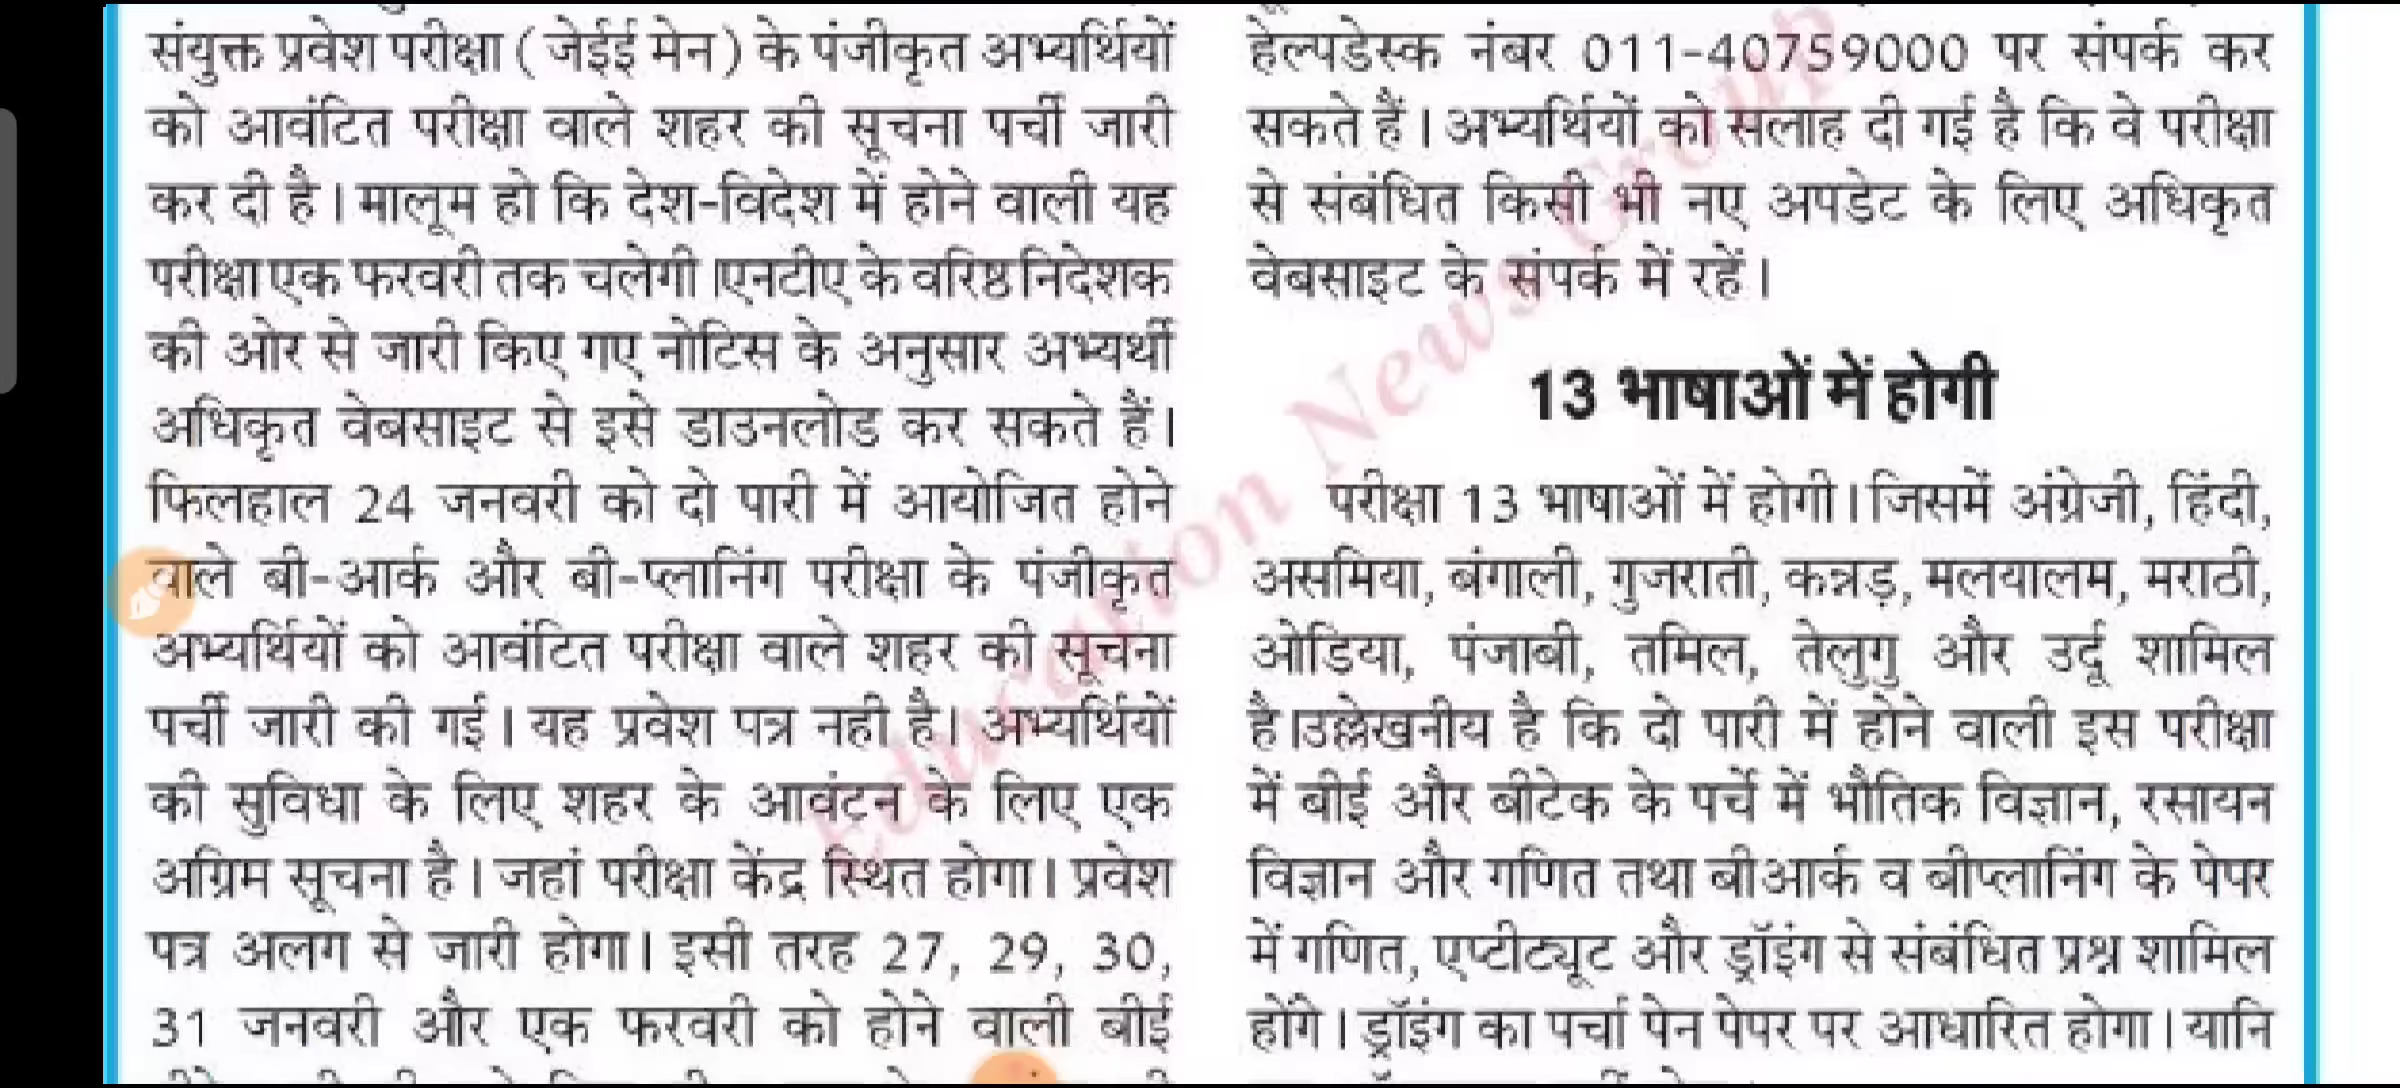 संयुक्त प्रवेश परीक्षा ( जेईई मेन ) के पंजीकृत अभ्यर्थियों
को आवंटित परीक्षा वाले शहर की सूचना पर्ची जारी
कर दी है। मालूम हो कि देश-विदेश में होने वाली यह
परीक्षा एक फरवरी तक चलेगी।एनटीए के वरिष्ठ निदेशक
की ओर से जारी किए गए नोटिस के अनुसार अभ्यर्थी
अधिकृत वेबसाइट से इसे डाउनलोड कर सकते हैं।
फिलहाल 24 जनवरी को दो पारी में आयोजित होने
वाले बी-आर्क और बी-प्लानिंग परीक्षा के पंजीकृत
अभ्यर्थियों को आवंटित परीक्षा वाले शहर की सूचना
पर्ची जारी की गई। यह प्रवेश पत्र नही है। अभ्यर्थियों
की सुविधा के लिए शहर के आवंटन के लिए एक
अग्रिम सूचना है। जहां परीक्षा केंद्र स्थित होगा। प्रवेश
पत्र अलग से जारी होगा। इसी तरह 27, 29, 30,
31 जनवरी और एक फरवरी को होने वाली बीई
हेल्पडेस्क नंबर 011-40759000 पर संपर्क कर
सकते हैं। अभ्यर्थियों को सलाह दी गई है कि वे परीक्षा
से संबंधित किसी भी नए अपडेट के लिए अधिकृत
वेबसाइट के संपर्क में रहें।
13 भाषाओं में होगी
परीक्षा 13 भाषाओं में होगी। जिसमें अंग्रेजी, हिंदी,
असमिया, बंगाली, गुजराती, कन्नड़, मलयालम, मराठी,
ओडिया, पंजाबी, तमिल, तेलुगु और उर्दू शामिल
है।उल्लेखनीय है कि दो पारी में होने वाली इस परीक्षा
में बीई और बीटेक के पर्चे में भौतिक विज्ञान, रसायन
विज्ञान और गणित तथा बीआर्क व बीप्लानिंग के पेपर
में गणित, एप्टीट्यूट और ड्रॉइंग से संबंधित प्रश्न शामिल
होंगे। ड्रॉइंग का पर्चा पेन पेपर पर आधारित होगा। यानि
Education News Group